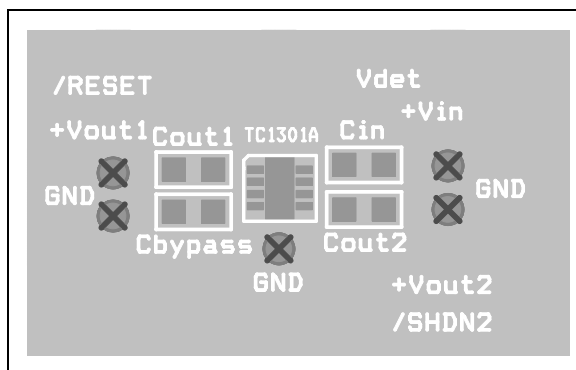 /RESET
Vdet
+Vin
+Vout1
Cout1
TC1301A
Cin
GND
GND
Cbypass
Cout2
GND
+Vout2
/SHDN2